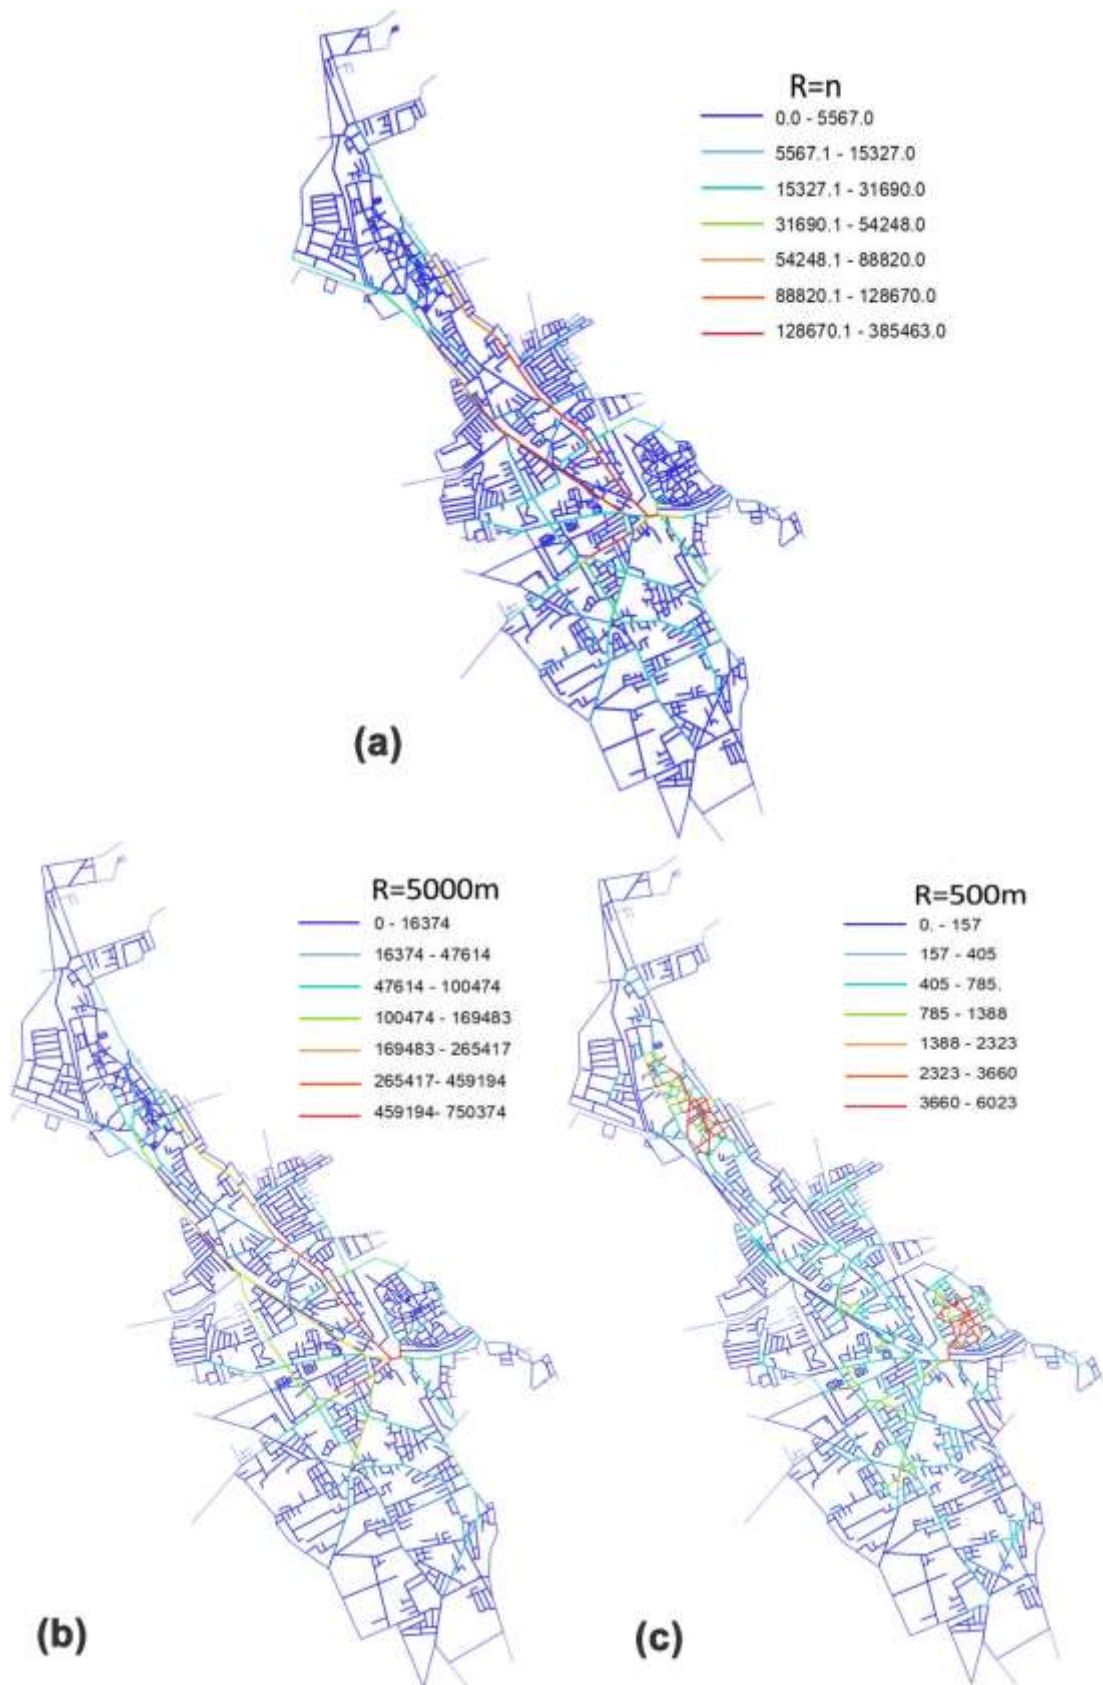 R=n
0.0 - 5567.0
5567.1 - 15327.0
15327.1 - 31690.0
31690.1 - 54248.0
54248.1 - 88820.0
88820.1 - 128670.0
128670.1 - 385463.0
(a)
R=5000m
0 - 16374
16374 - 47614
47614 - 100474
100474 - 169483
169483 - 265417
265417- 459194
459194- 750374
(b)
R=500m
0. - 157
157 - 405
405 - 785.
785 - 1388
1388 - 2323
2323 - 3660
3660 - 6023
(c)